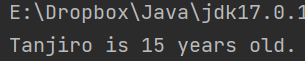 E:\Dropbox\Java\jdk17.0.1
Tanjiro is 15 years old.